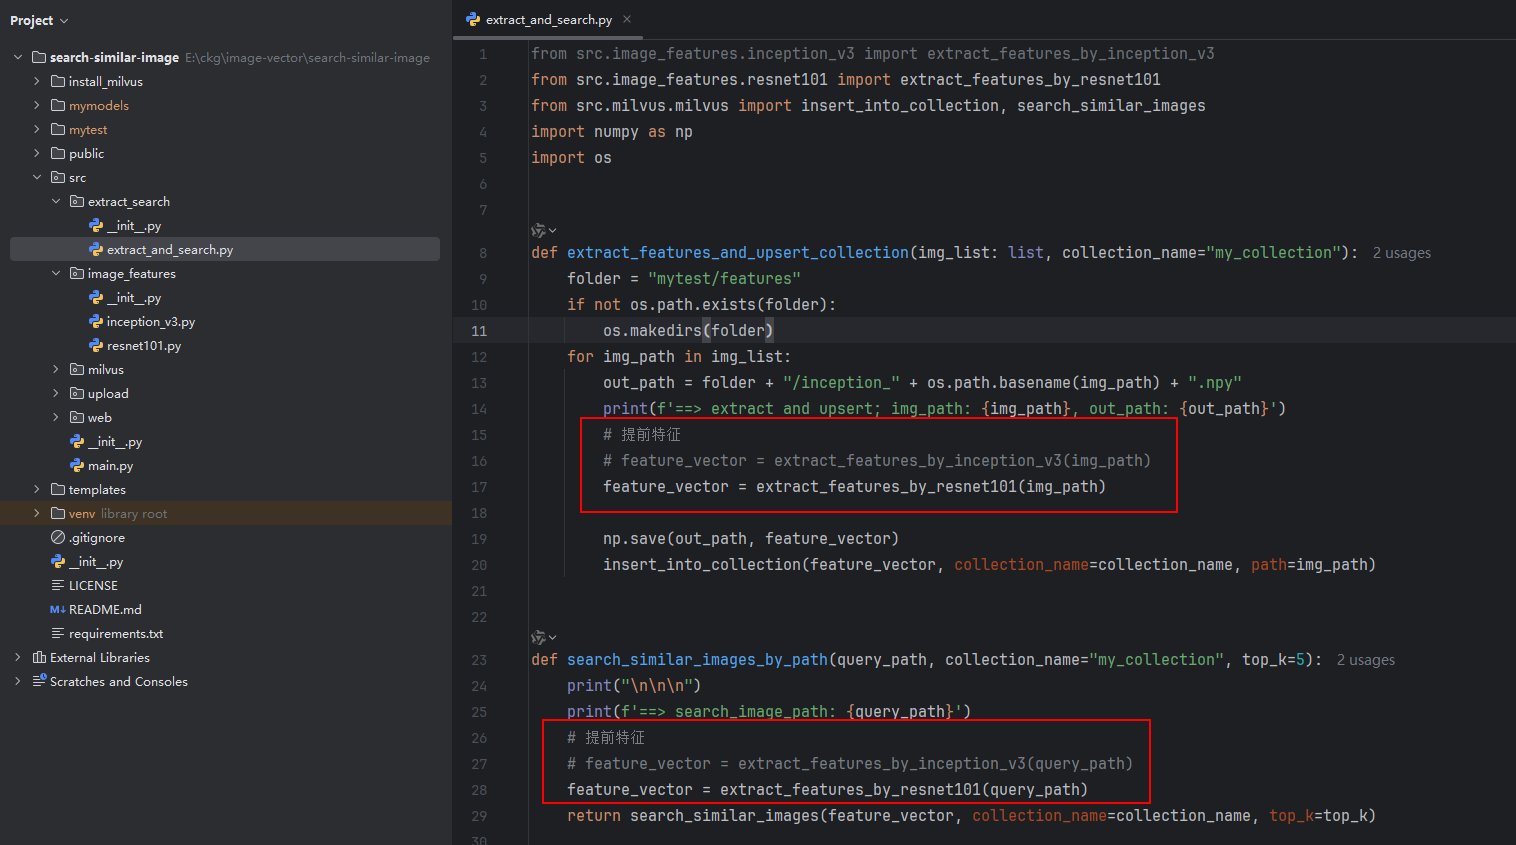 Project
search-similar-image E:\ckg\image-vector\search-similar-image
install_milvus
mymodels
mytest
public
src
extract_search
__init__.py
extract_and_search.py
image_features
__init__.py
inception_v3.py
resnet101.py
milvus
upload
web
__init__.py
main.py
templates
venv library root
.gitignore
__init__.py
LICENSE
README.md
requirements.txt
External Libraries
Scratches and Consoles
extract_and_search.py
1 from src.image_features.inception_v3 import extract_features_by_inception_v3
2 from src.image_features.resnet101 import extract_features_by_resnet101
3 from src.milvus.milvus import insert_into_collection, search_similar_images
4 import numpy as np
5 import os
6
7
8 def extract_features_and_upsert_collection(img_list: list, collection_name="my_collection"): 2 usages
9 folder = "mytest/features"
10 if not os.path.exists(folder):
11 os.makedirs(folder)
12 for img_path in img_list:
13 out_path = folder + "/inception_" + os.path.basename(img_path) + ".npy"
14 print(f'==> extract and upsert; img_path: {img_path}, out_path: {out_path}')
15 # 提前特征
16 # feature_vector = extract_features_by_inception_v3(img_path)
17 feature_vector = extract_features_by_resnet101(img_path)
18
19 np.save(out_path, feature_vector)
20 insert_into_collection(feature_vector, collection_name=collection_name, path=img_path)
21
22
23 def search_similar_images_by_path(query_path, collection_name="my_collection", top_k=5): 2 usages
24 print("\n\n\n")
25 print(f'==> search_image_path: {query_path}')
26 # 提前特征
27 # feature_vector = extract_features_by_inception_v3(query_path)
28 feature_vector = extract_features_by_resnet101(query_path)
29 return search_similar_images(feature_vector, collection_name=collection_name, top_k=top_k)
30